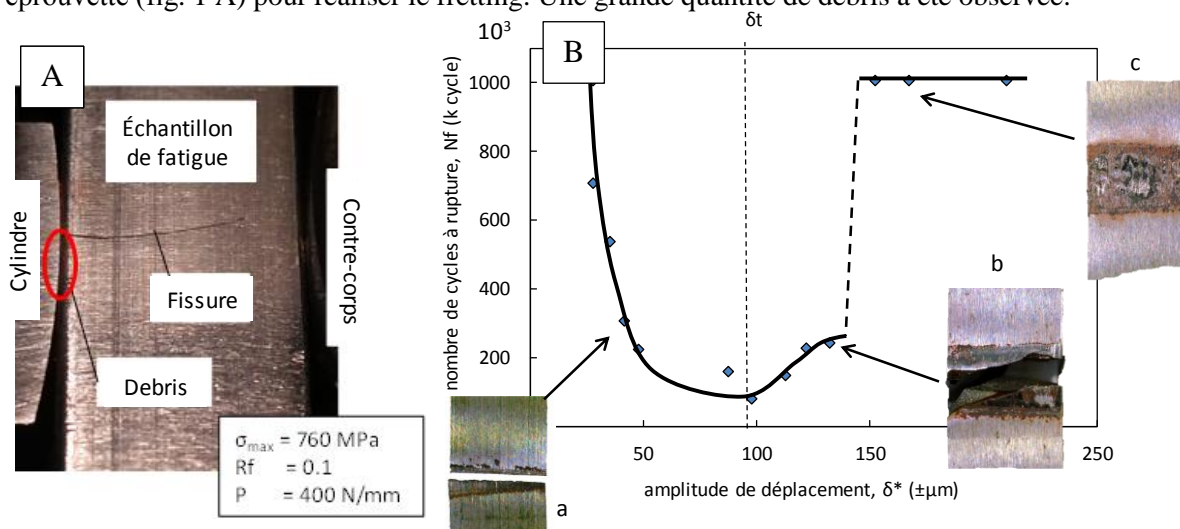 eprouvette (fig. 1 A) pour réaliser le fretting. Une grande quantité de débris a été observée.
A
Échantillon
de fatigue
Cylindre
Contre-corps
Fissure
Debris
σmax = 760 MPa
Rf = 0.1
P = 400 N/mm
B
10³
δt
nombre de cycles à rupture, Nf (k cycle)
1000
800
600
400
200
50
100
150
250
amplitude de déplacement, δ* (±µm)
a
b
c